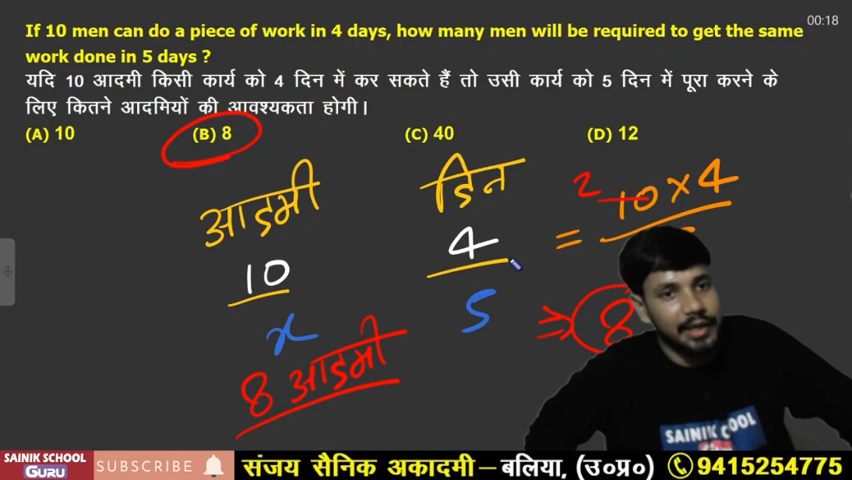 00:18
If 10 men can do a piece of work in 4 days, how many men will be required to get the same
work done in 5 days ?
यदि 10 आदमी किसी कार्य को 4 दिन में कर सकते हैं तो उसी कार्य को 5 दिन में पूरा करने के
लिए कितने आदमियों की आवश्यकता होगी।
(A) 10 (B) 8 (C) 40 (D) 12
आदमी दिन 2 10 × 4
10 4 =
x 5 ⇒ 8
8 आदमी
SAINIK COOL
SAINIK SCHOOL
GURU
SUBSCRIBE
संजय सैनिक अकादमी – बलिया, (उ०प्र०) 9415254775